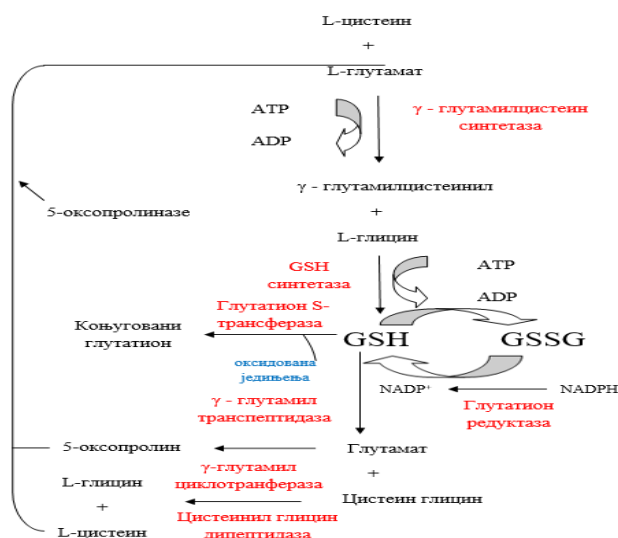 L-цистеин
+
L-глутамат
ATP
ADP
γ - глутамилцистеин
синтетаза
γ - глутамилцистеинил
+
L-глицин
5-оксопролиназе
GSH
синтетаза
ATP
ADP
Глутатион S-
трансфераза
Коњуговани
глутатион
GSH
GSSG
оксидована
једињења
NADP⁺
NADPH
Глутатион
редуктаза
γ - глутамил
транспептидаза
5-оксопролин
Глутамат
+
γ-глутамил
циклотранфераза
L-глицин
+
L-цистеин
Цистеин глицин
Цистеинил глицин
дипептидаза